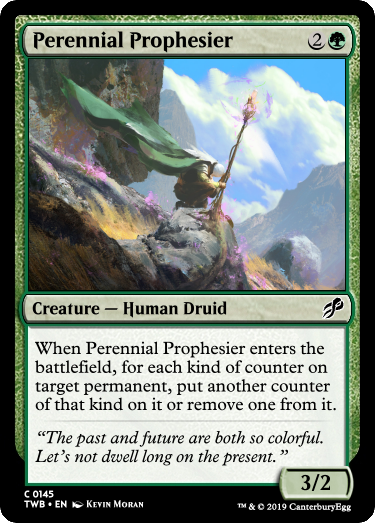 Perennial Prophesier 2
Creature — Human Druid
When Perennial Prophesier enters the
battlefield, for each kind of counter on
target permanent, put another counter
of that kind on it or remove one from it.
“The past and future are both so colorful.
Let's not dwell long on the present.”
3/2
C 0145
TWB • EN Kevin Moran
™ & © 2019 CanterburyEgg